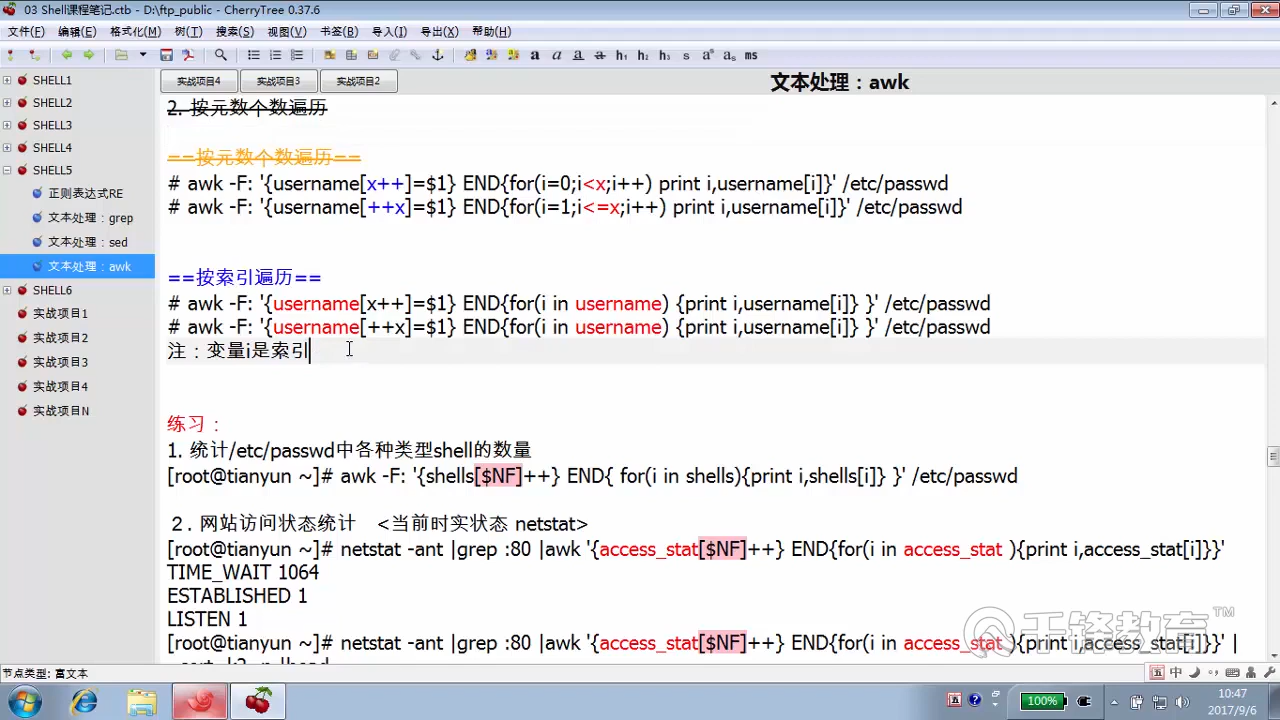 03 Shell课程笔记.ctb - D:\ftp_public - CherryTree 0.37.6
文件(F) 编辑(E) 格式化(M) 树(T) 搜索(S) 视图(V) 书签(B) 导入(I) 导出(X) 帮助(H)
h₁ h₂ h₃ s aˢ aₛ ms
SHELL1
SHELL2
SHELL3
SHELL4
SHELL5
正则表达式RE
文本处理：grep
文本处理：sed
文本处理：awk
SHELL6
实战项目1
实战项目2
实战项目3
实战项目4
实战项目N
实战项目4 实战项目3 实战项目2 文本处理：awk
2. 按元数个数遍历
==按元数个数遍历==
# awk -F: '{username[x++]=$1} END{for(i=0;i<x;i++) print i,username[i]}' /etc/passwd
# awk -F: '{username[++x]=$1} END{for(i=1;i<=x;i++) print i,username[i]}' /etc/passwd
==按索引遍历==
# awk -F: '{username[x++]=$1} END{for(i in username) {print i,username[i]} }' /etc/passwd
# awk -F: '{username[++x]=$1} END{for(i in username) {print i,username[i]} }' /etc/passwd
注：变量i是索引
练习：
1. 统计/etc/passwd中各种类型shell的数量
[root@tianyun ~]# awk -F: '{shells[$NF]++} END{ for(i in shells){print i,shells[i]} }' /etc/passwd
２. 网站访问状态统计 <当前时实状态 netstat>
[root@tianyun ~]# netstat -ant |grep :80 |awk '{access_stat[$NF]++} END{for(i in access_stat ){print i,access_stat[i]}}'
TIME_WAIT 1064
ESTABLISHED 1
LISTEN 1
[root@tianyun ~]# netstat -ant |grep :80 |awk '{access_stat[$NF]++} END{for(i in access_stat ){print i,access_stat[i]}}' |
千锋教育™
节点类型: 富文本
五 中
100%
10:47
2017/9/6